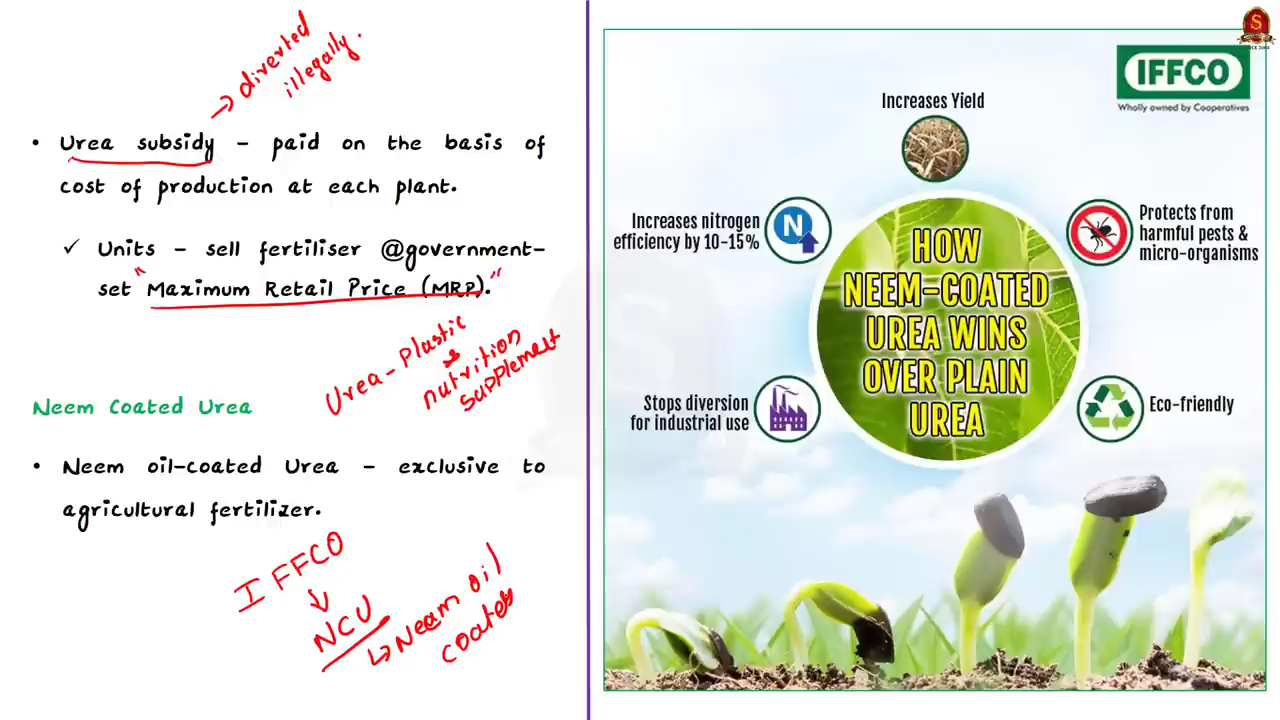 → diverted
illegally.
• Urea subsidy – paid on the basis of
cost of production at each plant.
✓ Units – sell fertiliser @government-
set "Maximum Retail Price (MRP)."
Urea - Plastic
&
nutrition
supplement
Neem Coated Urea
• Neem oil-coated Urea – exclusive to
agricultural fertilizer.
IFFCO
↓
NCU
↳ Neem oil
coated
IFFCO
Wholly owned by Cooperatives
Increases Yield
Increases nitrogen
efficiency by 10-15%
N
Protects from
harmful pests &
micro-organisms
HOW
NEEM-COATED
UREA WINS
OVER PLAIN
UREA
Stops diversion
for industrial use
Eco-friendly